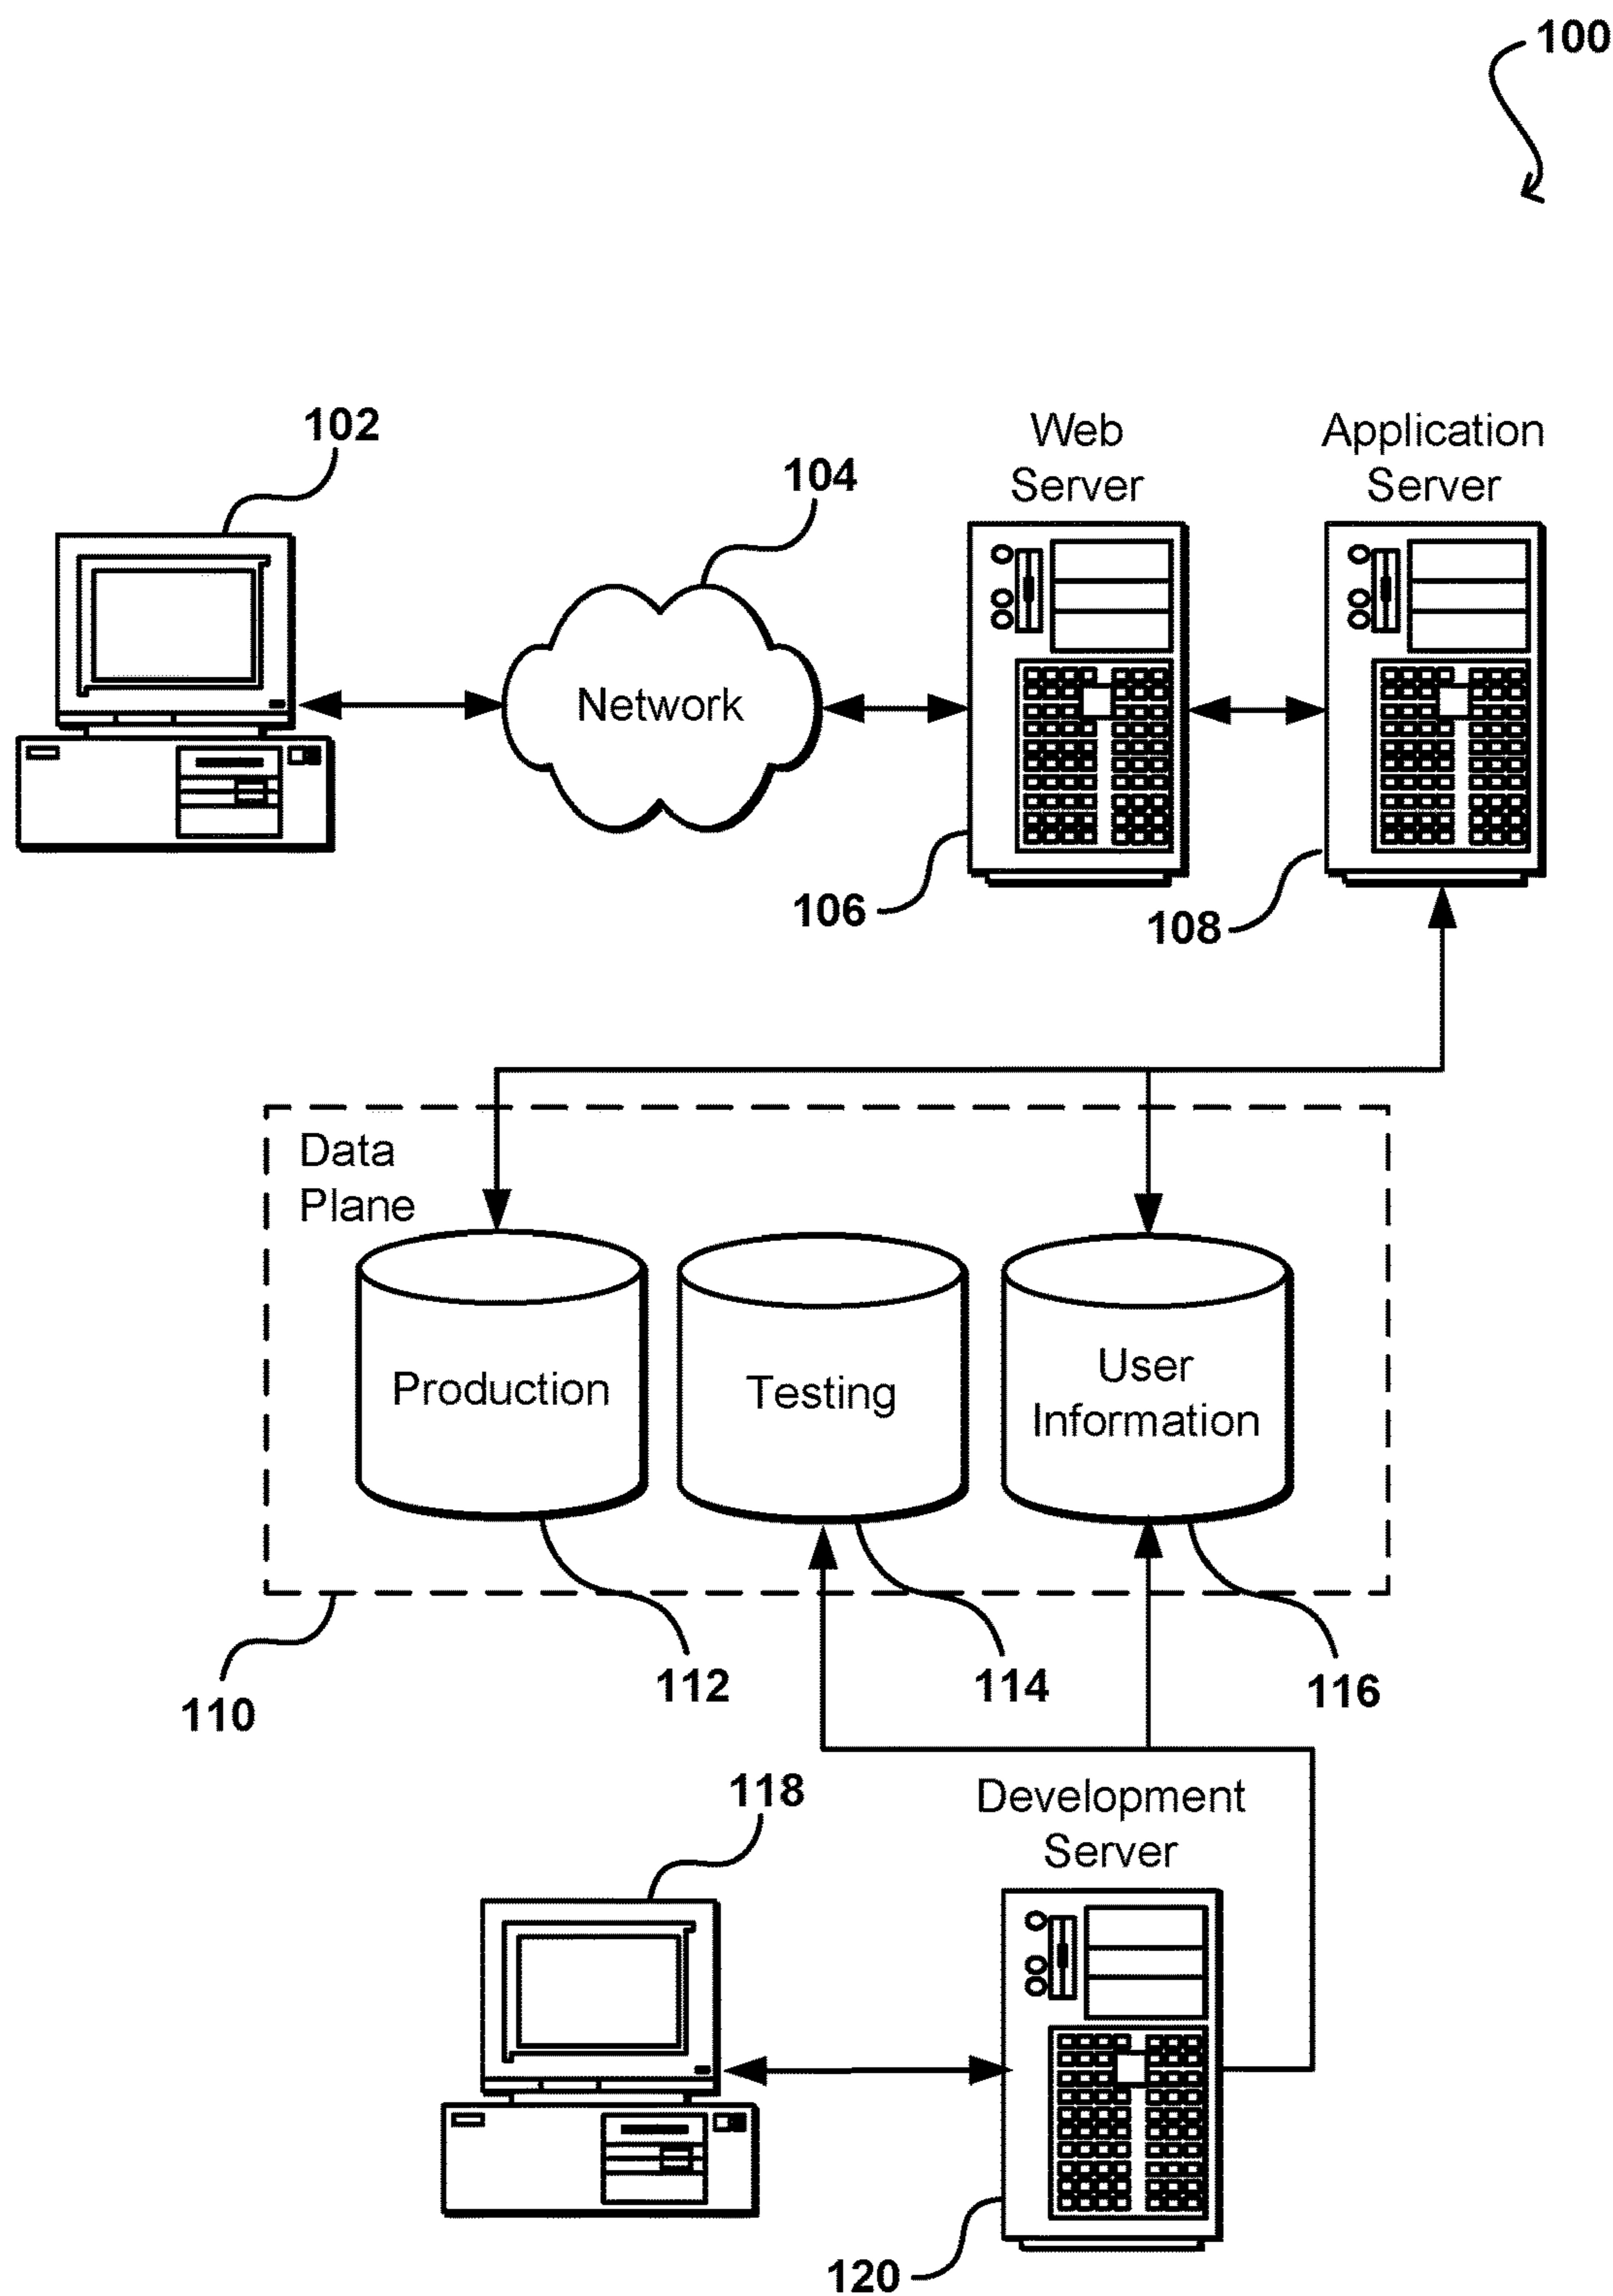 100
102
104
Web
Server
Application
Server
Network
106
108
Data
Plane
Production
Testing
User
Information
110
112
114
116
118
Development
Server
120